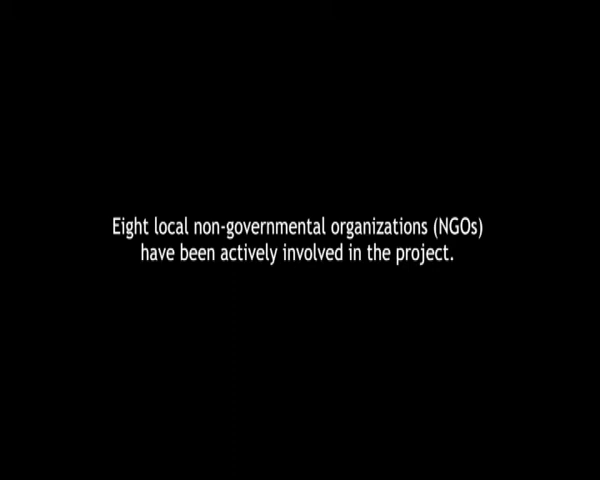 Eight local non-governmental organizations (NGOs)
have been actively involved in the project.